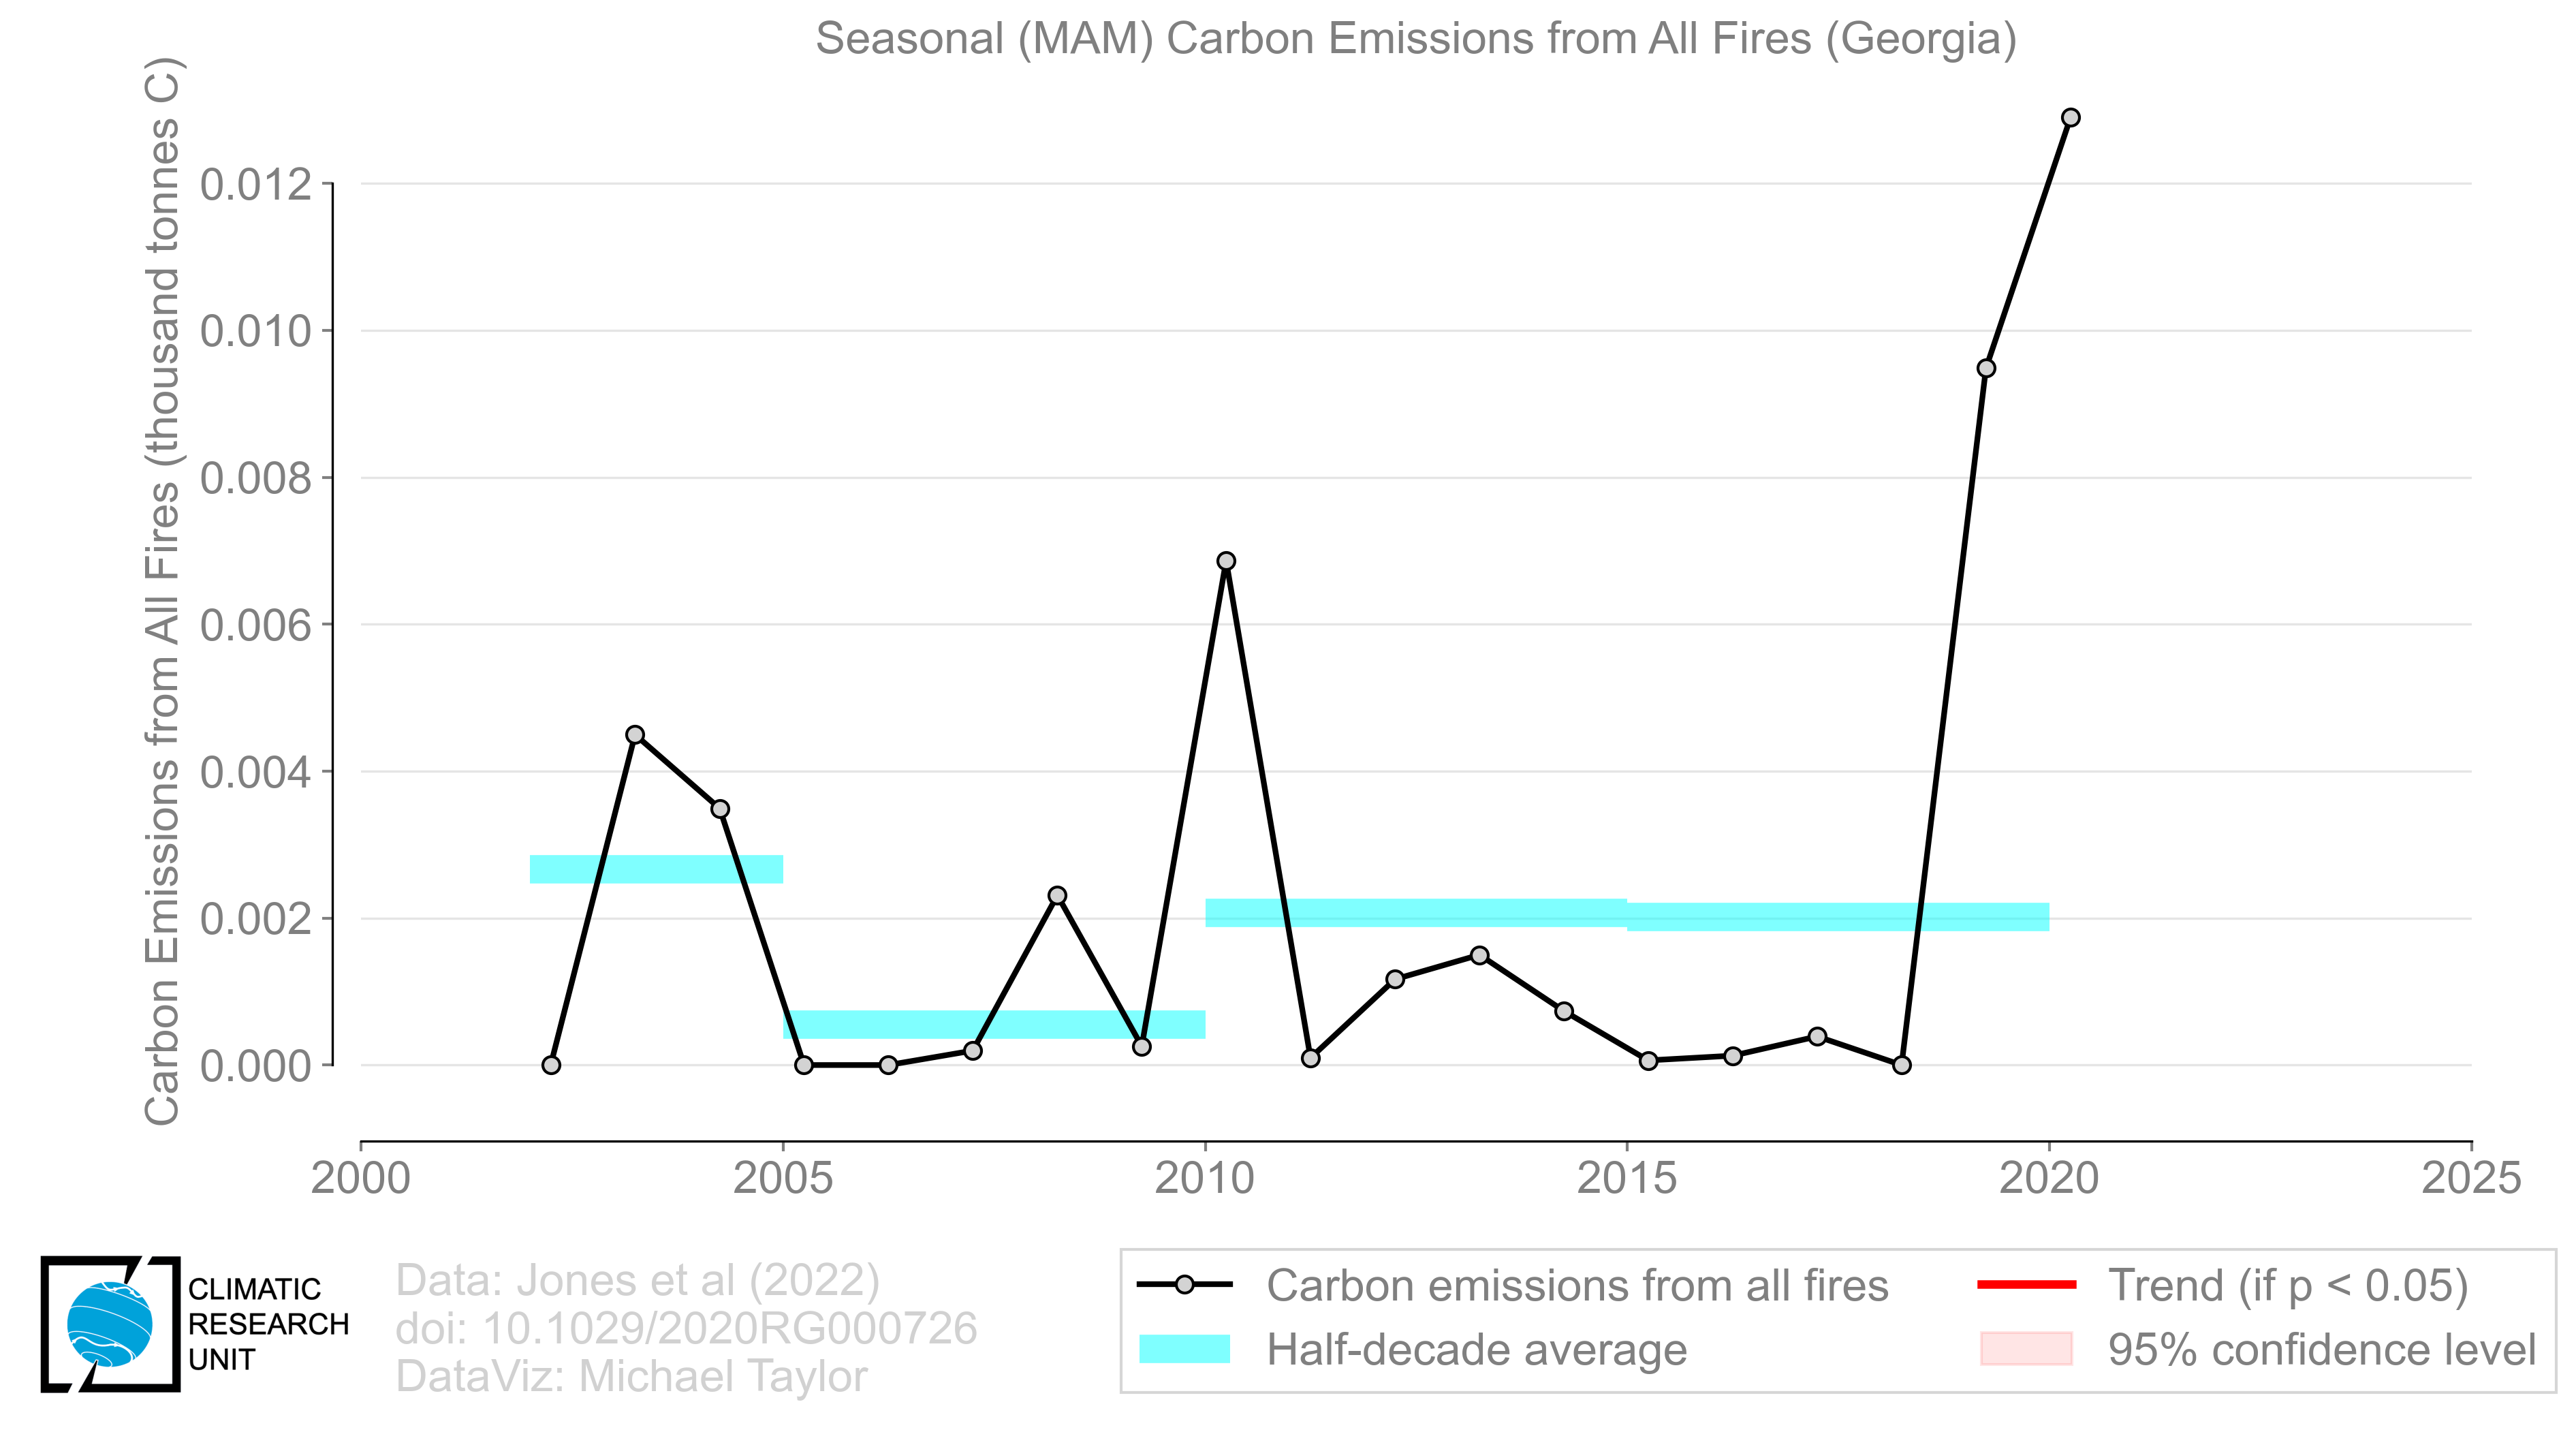 Seasonal (MAM) Carbon Emissions from All Fires (Georgia)
Carbon Emissions from All Fires (thousand tonnes C)
0.012
0.010
0.008
0.006
0.004
0.002
0.000
2000 2005 2010 2015 2020 2025
CLIMATIC
RESEARCH
UNIT
Data: Jones et al (2022)
doi: 10.1029/2020RG000726
DataViz: Michael Taylor
Carbon emissions from all fires
Half-decade average
Trend (if p < 0.05)
95% confidence level